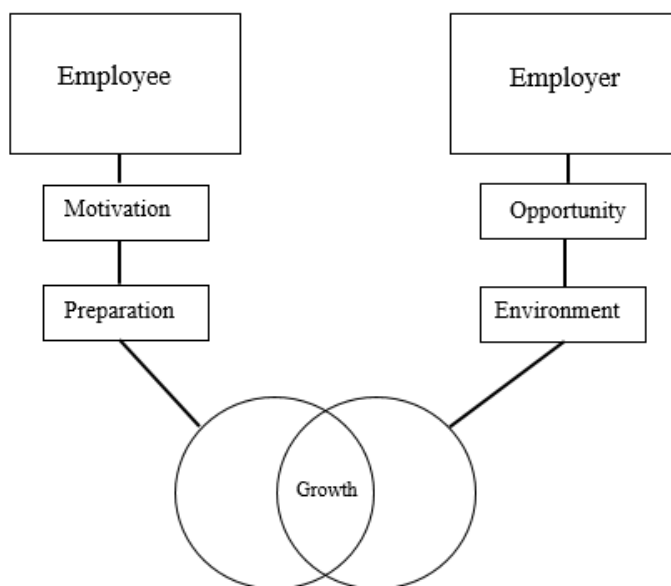 Employee
Employer
Motivation
Opportunity
Preparation
Environment
Growth